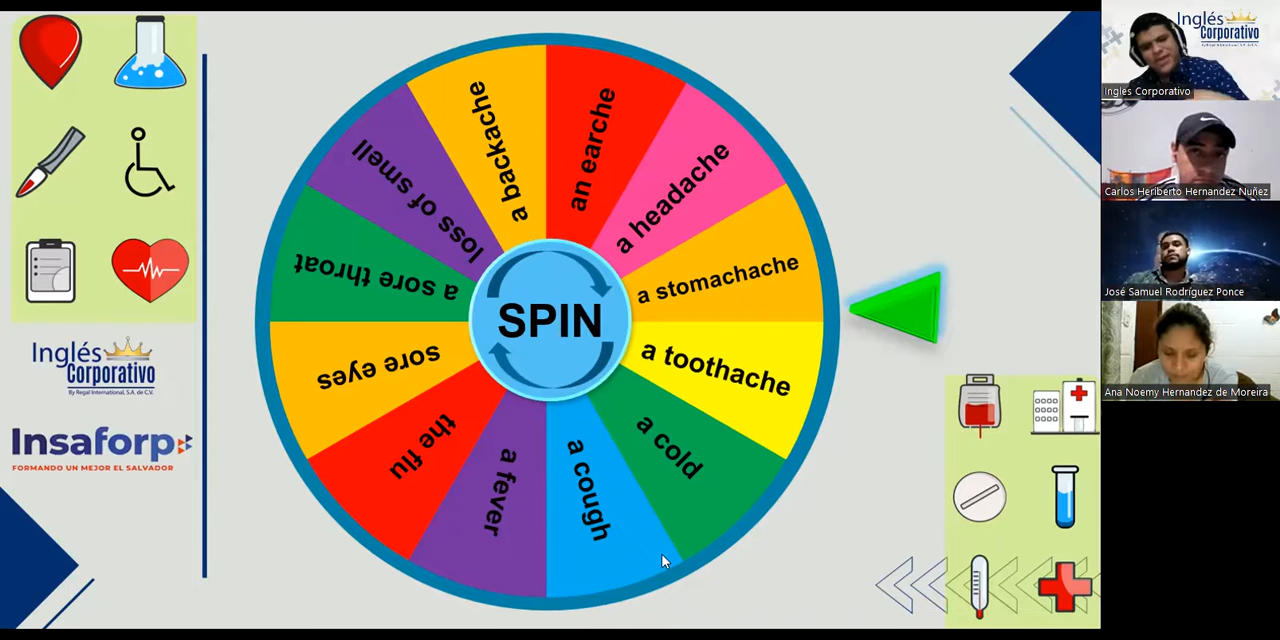 an earche
a headache
a stomachache
a toothache
a cold
a cough
a fever
the flu
sore eyes
a sore throat
loss of smell
a backache
SPIN
Inglés
Corporativo
By Regal International, S.A. de C.V.
Insaforp
FORMANDO UN MEJOR EL SALVADOR
Inglés
Corporativo
Ingles Corporativo
Carlos Heriberto Hernandez Nuñez
José Samuel Rodríguez Ponce
Ana Noemy Hernandez de Moreira